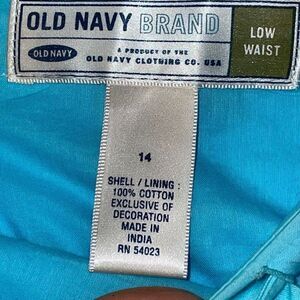 OLD NAVY BRAND
OLD NAVY
A PRODUCT OF THE
OLD NAVY CLOTHING CO. USA
LOW
WAIST
14
SHELL / LINING :
100% COTTON
EXCLUSIVE OF
DECORATION
MADE IN
INDIA
RN 54023